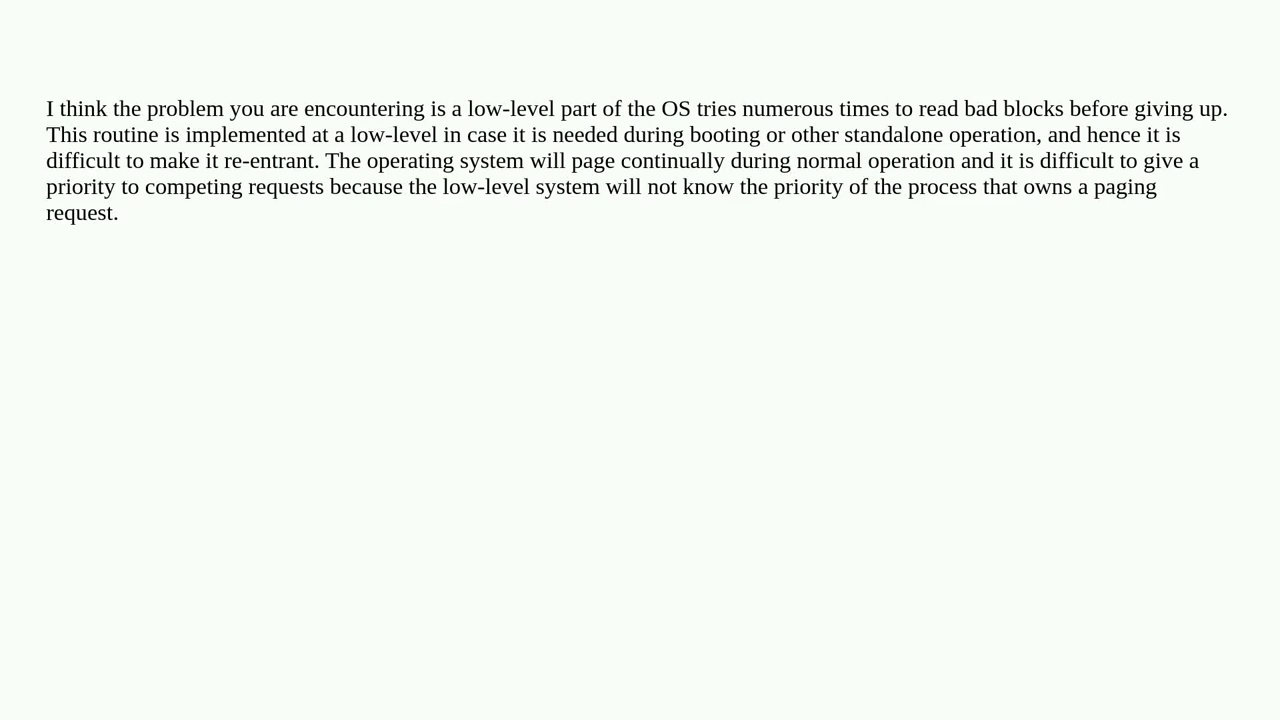 I think the problem you are encountering is a low-level part of the OS tries numerous times to read bad blocks before giving up.
This routine is implemented at a low-level in case it is needed during booting or other standalone operation, and hence it is
difficult to make it re-entrant. The operating system will page continually during normal operation and it is difficult to give a
priority to competing requests because the low-level system will not know the priority of the process that owns a paging
request.